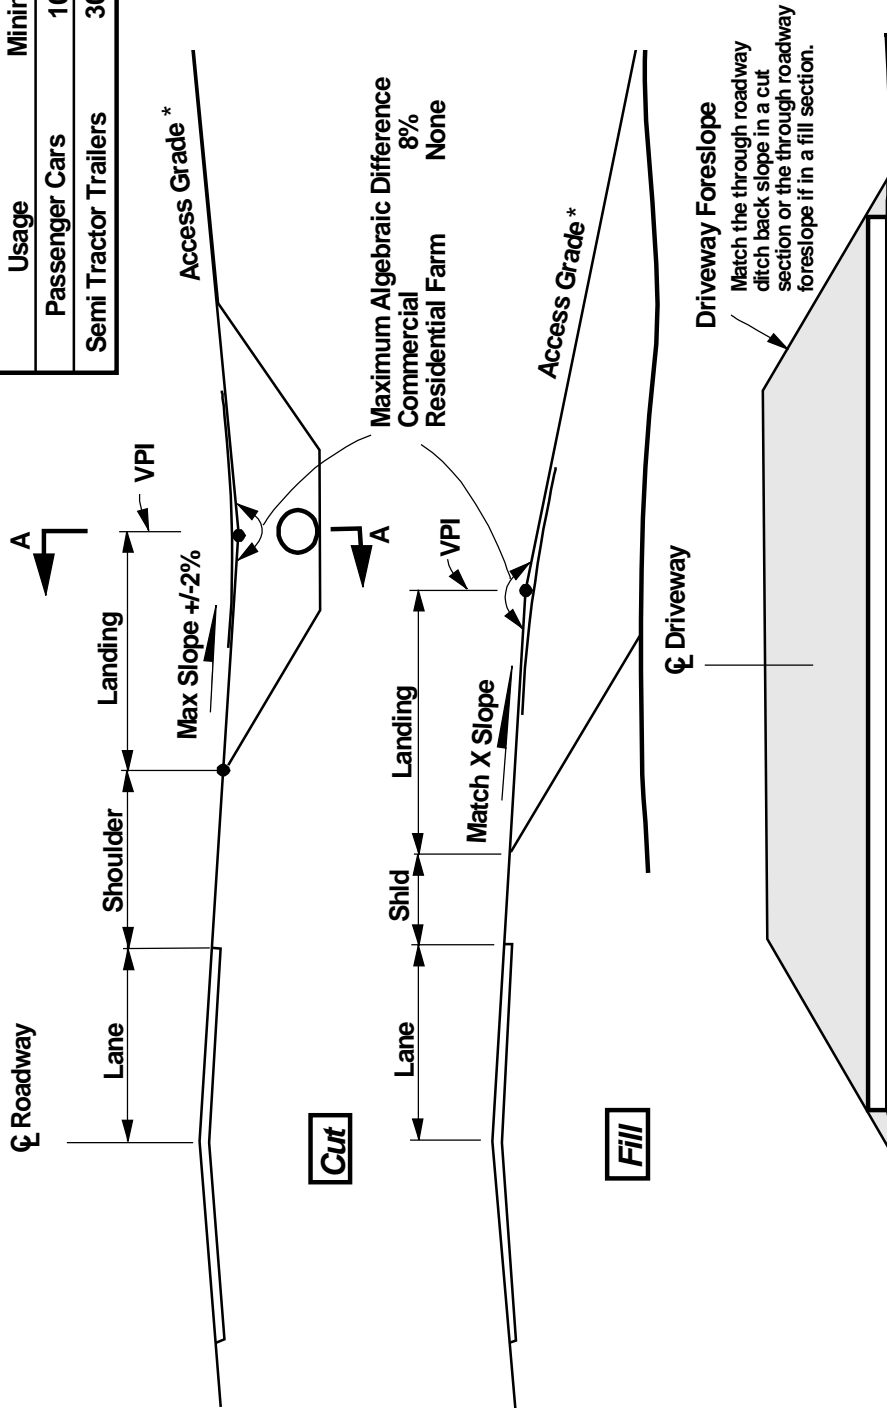 Usage
Passenger Cars
Semi Tractor Trailers
A
℄ Roadway
Lane
Shoulder
Landing
VPI
Max Slope +/-2%
Access Grade *
A
Cut
Maximum Algebraic Difference
Commercial 8%
Residential Farm None
Lane
Shld
Landing
VPI
Match X Slope
Access Grade *
Fill
℄ Driveway
Driveway Foreslope
Match the through roadway
ditch back slope in a cut
section or the through roadway
foreslope if in a fill section.